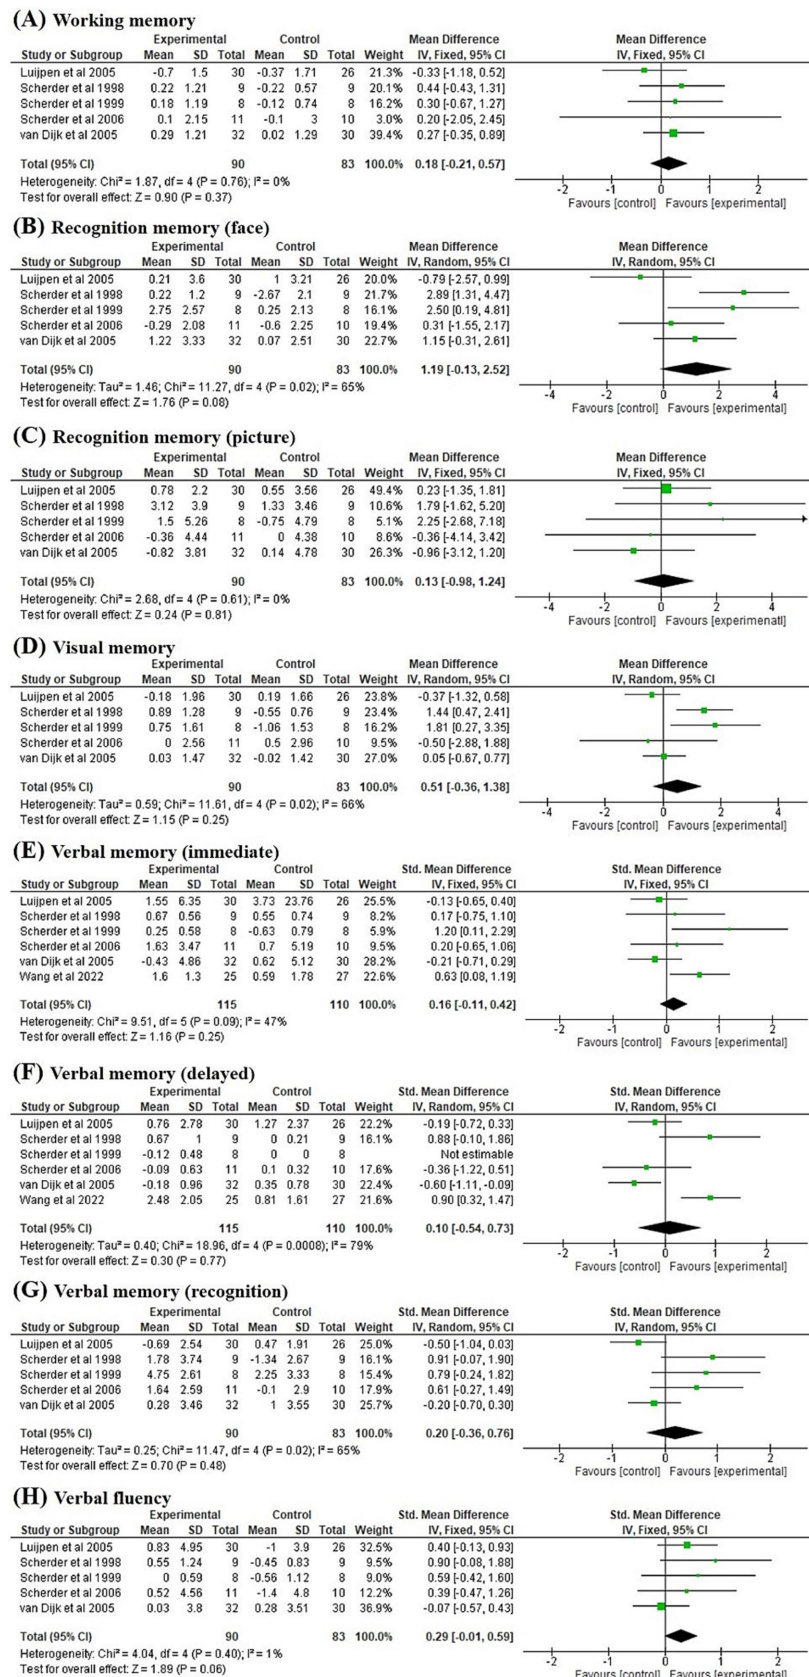 (A) Working memory
Experimental Control Mean Difference Mean Difference
Study or Subgroup Mean SD Total Mean SD Total Weight IV, Fixed, 95% CI IV, Fixed, 95% CI
Luijpen et al 2005 -0.7 1.5 30 -0.37 1.71 26 21.3% -0.33 [-1.18, 0.52]
Scherder et al 1998 0.22 1.21 9 -0.22 0.57 9 20.1% 0.44 [-0.43, 1.31]
Scherder et al 1999 0.18 1.19 8 -0.12 0.74 8 16.2% 0.30 [-0.67, 1.27]
Scherder et al 2006 0.1 2.15 11 -0.1 3 10 3.0% 0.20 [-2.05, 2.45]
van Dijk et al 2005 0.29 1.21 32 0.02 1.29 30 39.4% 0.27 [-0.35, 0.89]
Total (95% CI) 90 83 100.0% 0.18 [-0.21, 0.57]
Heterogeneity: Chi² = 1.87, df = 4 (P = 0.76); I² = 0%
Test for overall effect: Z = 0.90 (P = 0.37)
-2 -1 0 1 2
Favours [control] Favours [experimental]
(B) Recognition memory (face)
Experimental Control Mean Difference Mean Difference
Study or Subgroup Mean SD Total Mean SD Total Weight IV, Random, 95% CI IV, Random, 95% CI
Luijpen et al 2005 0.21 3.6 30 1 3.21 26 20.0% -0.79 [-2.57, 0.99]
Scherder et al 1998 0.22 1.2 9 -2.67 2.1 9 21.7% 2.89 [1.31, 4.47]
Scherder et al 1999 2.75 2.57 8 0.25 2.13 8 16.2% 2.50 [0.19, 4.81]
Scherder et al 2006 -0.29 2.08 11 -0.6 2.25 10 19.4% 0.31 [-1.55, 2.17]
van Dijk et al 2005 1.22 3.33 32 0.07 2.51 30 22.7% 1.15 [-0.31, 2.61]
Total (95% CI) 90 83 100.0% 1.19 [-0.13, 2.52]
Heterogeneity: Tau² = 1.46; Chi² = 11.27, df = 4 (P = 0.02); I² = 65%
Test for overall effect: Z = 1.76 (P = 0.08)
-4 -2 0 2 4
Favours [control] Favours [experimental]
(C) Recognition memory (picture)
Experimental Control Mean Difference Mean Difference
Study or Subgroup Mean SD Total Mean SD Total Weight IV, Fixed, 95% CI IV, Fixed, 95% CI
Luijpen et al 2005 0.78 2.2 30 0.55 3.56 26 49.4% 0.23 [-1.35, 1.81]
Scherder et al 1998 3.12 3.9 9 1.33 3.46 9 10.6% 1.79 [-1.62, 5.20]
Scherder et al 1999 1.5 5.26 8 -0.75 4.79 8 5.1% 2.25 [-2.68, 7.18]
Scherder et al 2006 -0.36 4.44 11 0 4.38 10 8.6% -0.36 [-4.14, 3.42]
van Dijk et al 2005 -0.82 3.81 32 0.14 4.78 30 26.3% -0.96 [-3.12, 1.20]
Total (95% CI) 90 83 100.0% 0.13 [-0.98, 1.24]
Heterogeneity: Chi² = 2.68, df = 4 (P = 0.61); I² = 0%
Test for overall effect: Z = 0.24 (P = 0.81)
-4 -2 0 2 4
Favours [control] Favours [experimenatl]
(D) Visual memory
Experimental Control Mean Difference Mean Difference
Study or Subgroup Mean SD Total Mean SD Total Weight IV, Random, 95% CI IV, Random, 95% CI
Luijpen et al 2005 -0.18 1.96 30 0.19 1.66 26 23.8% -0.37 [-1.32, 0.58]
Scherder et al 1998 0.89 1.28 9 -0.55 0.76 9 23.4% 1.44 [0.47, 2.41]
Scherder et al 1999 0.75 1.61 8 -1.06 1.53 8 16.2% 1.81 [0.27, 3.35]
Scherder et al 2006 0 2.56 11 0.5 2.96 10 9.5% -0.50 [-2.88, 1.88]
van Dijk et al 2005 0.03 1.47 32 -0.02 1.42 30 27.0% 0.05 [-0.67, 0.77]
Total (95% CI) 90 83 100.0% 0.51 [-0.36, 1.38]
Heterogeneity: Tau² = 0.59; Chi² = 11.61, df = 4 (P = 0.02); I² = 66%
Test for overall effect: Z = 1.15 (P = 0.25)
-4 -2 0 2 4
Favours [control] Favours [experimental]
(E) Verbal memory (immediate)
Experimental Control Std. Mean Difference Std. Mean Difference
Study or Subgroup Mean SD Total Mean SD Total Weight IV, Fixed, 95% CI IV, Fixed, 95% CI
Luijpen et al 2005 1.55 6.35 30 3.73 23.76 26 25.5% -0.13 [-0.65, 0.40]
Scherder et al 1998 0.67 0.56 9 0.55 0.74 9 8.2% 0.17 [-0.75, 1.10]
Scherder et al 1999 0.25 0.58 8 -0.63 0.79 8 5.9% 1.20 [0.11, 2.29]
Scherder et al 2006 1.63 3.47 11 0.7 5.19 10 9.5% 0.20 [-0.65, 1.06]
van Dijk et al 2005 -0.43 4.86 32 0.62 5.12 30 28.2% -0.21 [-0.71, 0.29]
Wang et al 2022 1.6 1.3 25 0.59 1.78 27 22.6% 0.63 [0.08, 1.19]
Total (95% CI) 115 110 100.0% 0.16 [-0.11, 0.42]
Heterogeneity: Chi² = 9.51, df = 5 (P = 0.09); I² = 47%
Test for overall effect: Z = 1.16 (P = 0.25)
-2 -1 0 1 2
Favours [control] Favours [experimental]
(F) Verbal memory (delayed)
Experimental Control Std. Mean Difference Std. Mean Difference
Study or Subgroup Mean SD Total Mean SD Total Weight IV, Random, 95% CI IV, Random, 95% CI
Luijpen et al 2005 0.76 2.78 30 1.27 2.37 26 22.2% -0.19 [-0.72, 0.33]
Scherder et al 1998 0.67 1 9 0 0.21 9 16.1% 0.88 [-0.10, 1.86]
Scherder et al 1999 -0.12 0.48 8 0 0 8 Not estimable
Scherder et al 2006 -0.09 0.63 11 0.1 0.32 10 17.6% -0.36 [-1.22, 0.51]
van Dijk et al 2005 -0.18 0.96 32 0.35 0.78 30 22.4% -0.60 [-1.11, -0.09]
Wang et al 2022 2.48 2.05 25 0.81 1.61 27 21.6% 0.90 [0.32, 1.47]
Total (95% CI) 115 110 100.0% 0.10 [-0.54, 0.73]
Heterogeneity: Tau² = 0.40; Chi² = 18.96, df = 4 (P = 0.0008); I² = 79%
Test for overall effect: Z = 0.30 (P = 0.77)
-2 -1 0 1 2
Favours [control] Favours [experimental]
(G) Verbal memory (recognition)
Experimental Control Std. Mean Difference Std. Mean Difference
Study or Subgroup Mean SD Total Mean SD Total Weight IV, Random, 95% CI IV, Random, 95% CI
Luijpen et al 2005 -0.69 2.54 30 0.47 1.91 26 25.0% -0.50 [-1.04, 0.03]
Scherder et al 1998 1.78 3.74 9 -1.34 2.67 9 16.1% 0.91 [-0.07, 1.90]
Scherder et al 1999 4.75 2.61 8 2.25 3.33 8 15.4% 0.79 [-0.24, 1.82]
Scherder et al 2006 1.64 2.59 11 -0.1 2.9 10 17.9% 0.61 [-0.27, 1.49]
van Dijk et al 2005 0.28 3.46 32 1 3.55 30 25.7% -0.20 [-0.70, 0.30]
Total (95% CI) 90 83 100.0% 0.20 [-0.36, 0.76]
Heterogeneity: Tau² = 0.25; Chi² = 11.47, df = 4 (P = 0.02); I² = 65%
Test for overall effect: Z = 0.70 (P = 0.48)
-2 -1 0 1 2
Favours [control] Favours [experimental]
(H) Verbal fluency
Experimental Control Std. Mean Difference Std. Mean Difference
Study or Subgroup Mean SD Total Mean SD Total Weight IV, Fixed, 95% CI IV, Fixed, 95% CI
Luijpen et al 2005 0.83 4.95 30 -1 3.9 26 32.5% 0.40 [-0.13, 0.93]
Scherder et al 1998 0.55 1.24 9 -0.45 0.83 9 9.5% 0.90 [-0.08, 1.88]
Scherder et al 1999 0 0.59 8 -0.56 1.12 8 9.0% 0.59 [-0.42, 1.60]
Scherder et al 2006 0.52 4.56 11 -1.4 4.8 10 12.2% 0.39 [-0.47, 1.26]
van Dijk et al 2005 0.03 3.8 32 0.28 3.51 30 36.9% -0.07 [-0.57, 0.43]
Total (95% CI) 90 83 100.0% 0.29 [-0.01, 0.59]
Heterogeneity: Chi² = 4.04, df = 4 (P = 0.40); I² = 1%
Test for overall effect: Z = 1.89 (P = 0.06)
-2 -1 0 1 2
Favours [control] Favours [experimental]